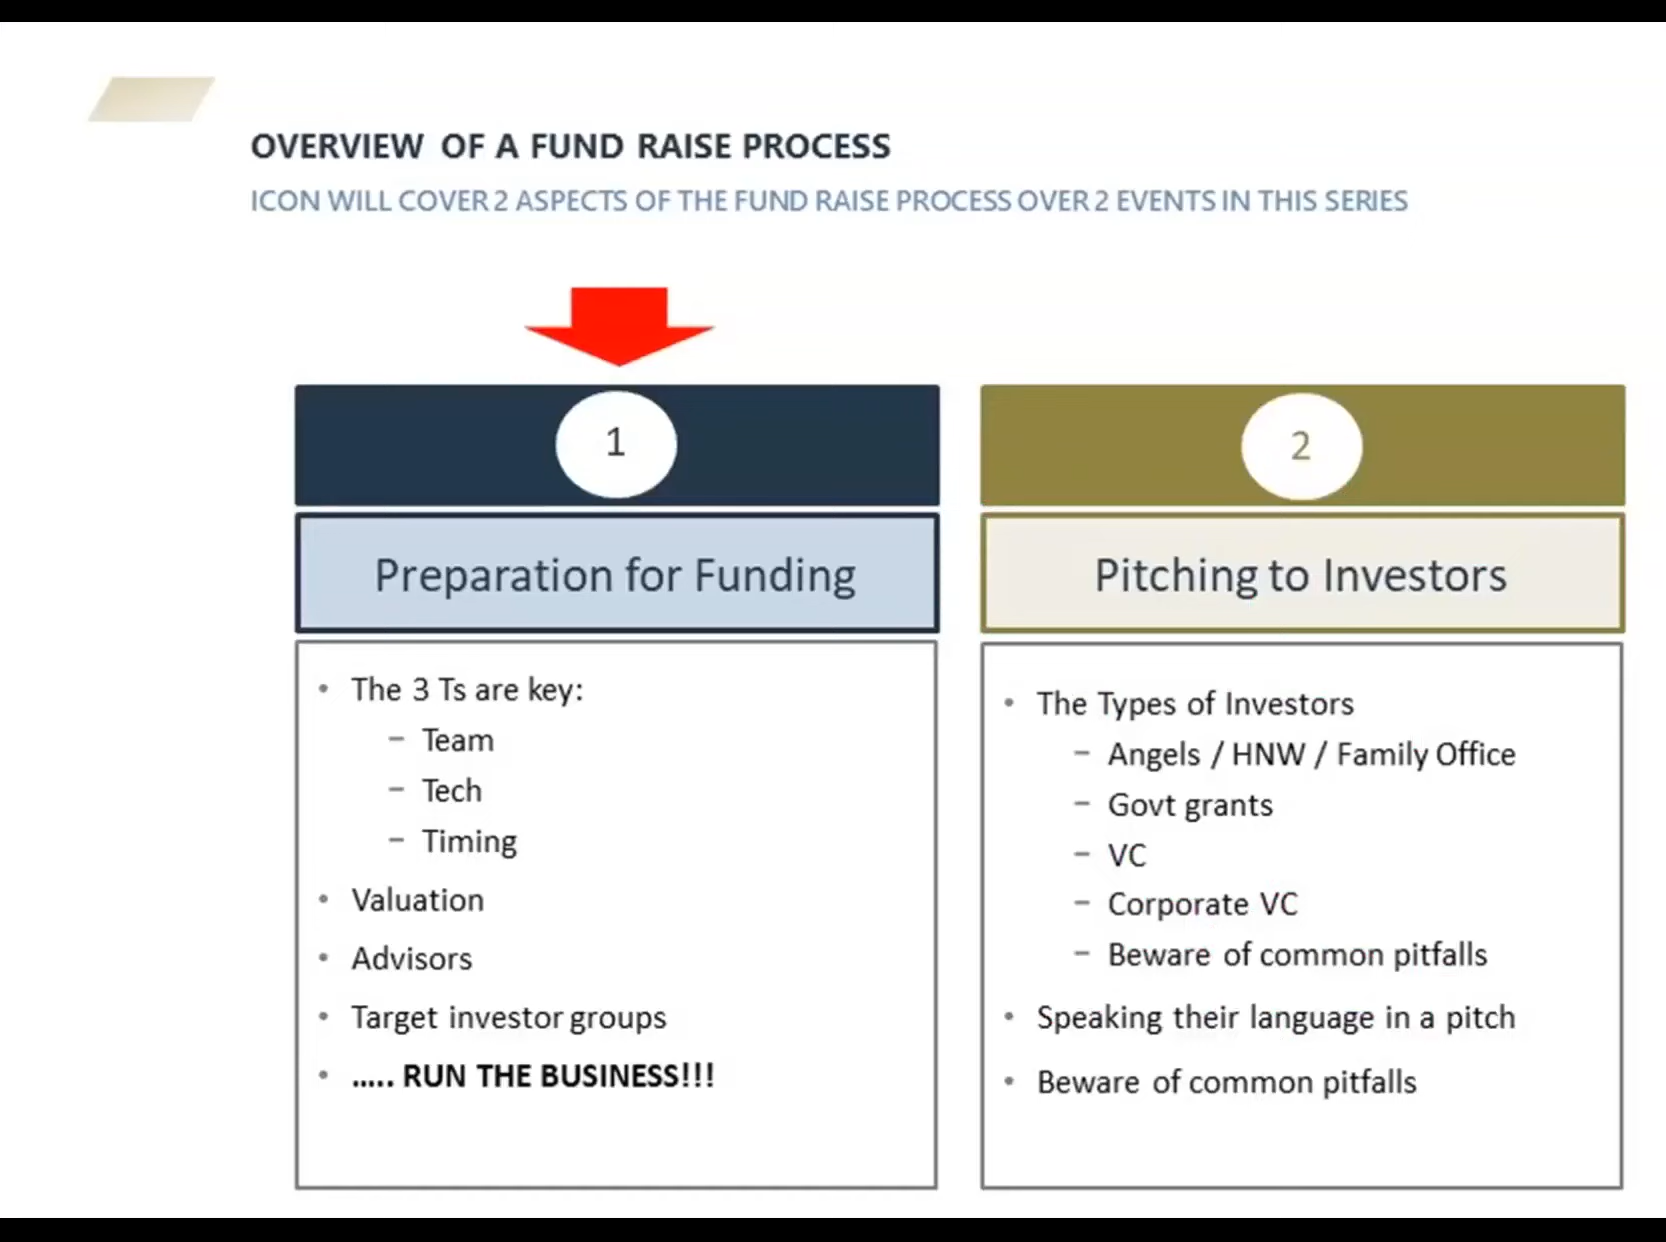 OVERVIEW OF A FUND RAISE PROCESS
ICON WILL COVER 2 ASPECTS OF THE FUND RAISE PROCESS OVER 2 EVENTS IN THIS SERIES
1
Preparation for Funding
• The 3 Ts are key:
– Team
– Tech
– Timing
• Valuation
• Advisors
• Target investor groups
• ..... RUN THE BUSINESS!!!
2
Pitching to Investors
• The Types of Investors
– Angels / HNW / Family Office
– Govt grants
– VC
– Corporate VC
– Beware of common pitfalls
• Speaking their language in a pitch
• Beware of common pitfalls